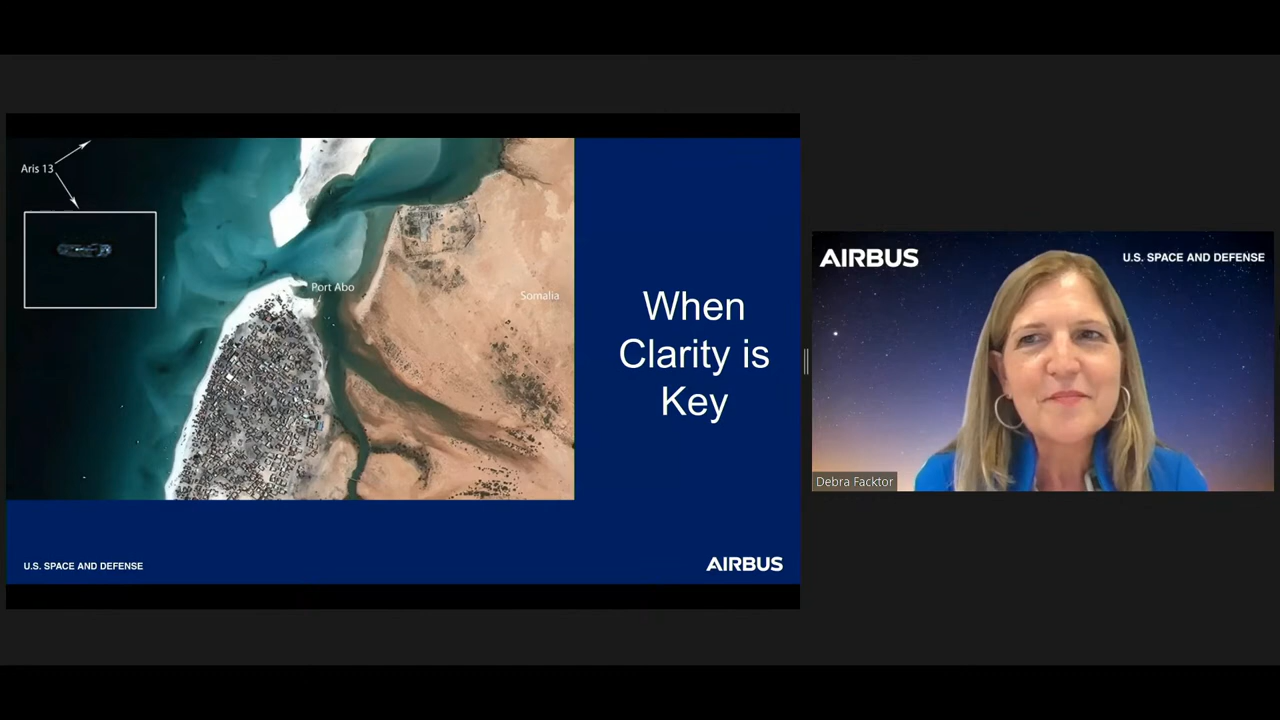 Aris 13
Port Abo
Somalia
When
Clarity is
Key
U.S. SPACE AND DEFENSE
AIRBUS
AIRBUS
U.S. SPACE AND DEFENSE
Debra Facktor